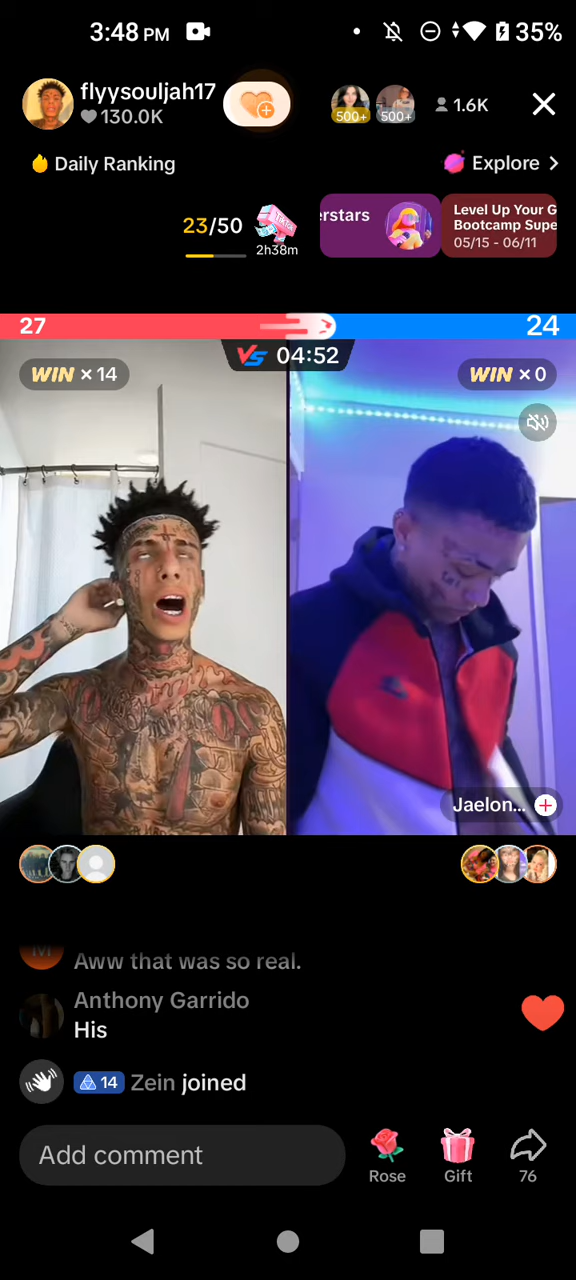 3:48 PM
35%
flyysouljah17
130.0K
500+
500+
1.6K
Daily Ranking
Explore >
23/50
2h38m
erstars
Level Up Your G
Bootcamp Supe
05/15 - 06/11
27
24
VS 04:52
WIN × 14
WIN × 0
Jaelon...
M
Aww that was so real.
Anthony Garrido
His
14 Zein joined
Add comment
Rose
Gift
76